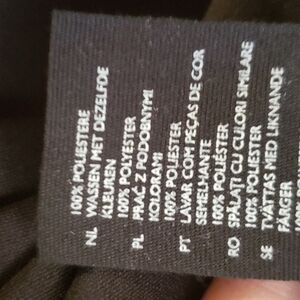 100% POLIESTERE
NL WASSEN MET DEZELFDE
KLEUREN
100% POLYESTER
PL PRAĆ Z PODOBNYMI
KOLORAMI
100% POLIÉSTER
PT LAVAR COM PEÇAS DE COR
SEMELHANTE
100% POLIESTER
RO SPĂLAȚI CU CULORI SIMILARE
100% POLYESTER
SE TVÄTTAS MED LIKNANDE
FÄRGER